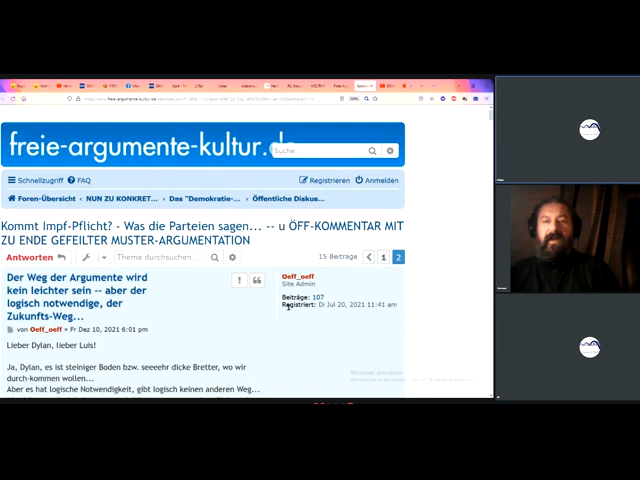 freie-argumente-kultur.d
Suche
Schnellzugriff FAQ Registrieren Anmelden
Foren-Übersicht ‹ NUN ZU KONKRET... ‹ Das "Demokratie-... ‹ Öffentliche Diskus...
Kommt Impf-Pflicht? - Was die Parteien sagen... -- u ÖFF-KOMMENTAR MIT
ZU ENDE GEFEILTER MUSTER-ARGUMENTATION
Antworten Thema durchsuchen... 15 Beiträge 1 2
Der Weg der Argumente wird
kein leichter sein -- aber der
logisch notwendige, der
Zukunfts-Weg...
von Oeff_oeff » Fr Dez 10, 2021 6:01 pm
Oeff_oeff
Site Admin
Beiträge: 107
Registriert: Di Jul 20, 2021 11:41 am
Lieber Dylan, lieber Luis!
Ja, Dylan, es ist steiniger Boden bzw. seeeehr dicke Bretter, wo wir
durch-kommen wollen...
Aber es hat logische Notwendigkeit, gibt logisch keinen anderen Weg...
Windows aktivieren